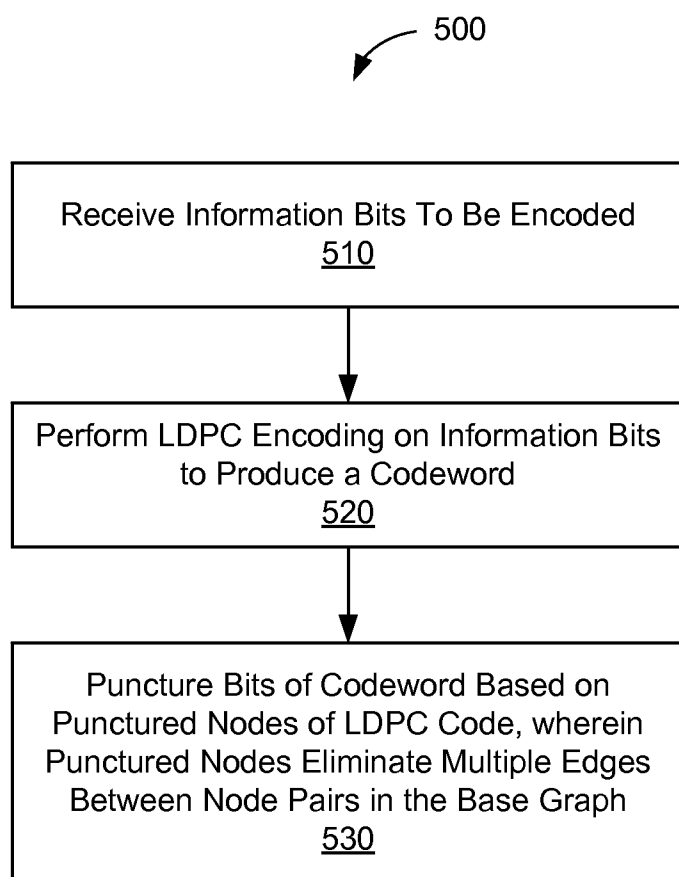 500
Receive Information Bits To Be Encoded
510
Perform LDPC Encoding on Information Bits
to Produce a Codeword
520
Puncture Bits of Codeword Based on
Punctured Nodes of LDPC Code, wherein
Punctured Nodes Eliminate Multiple Edges
Between Node Pairs in the Base Graph
530